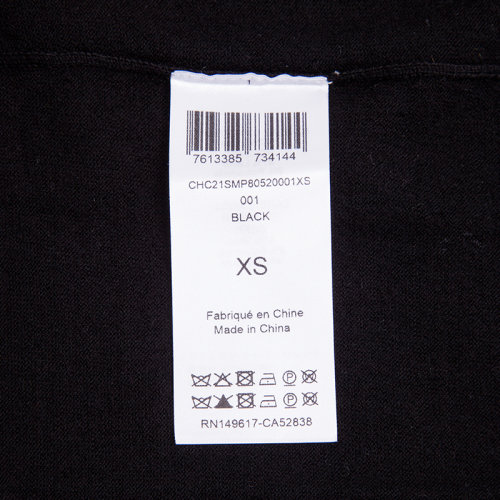 7613385 734144
CHC21SMP80520001XS
001
BLACK
XS
Fabriqué en Chine
Made in China
RN149617-CA52838